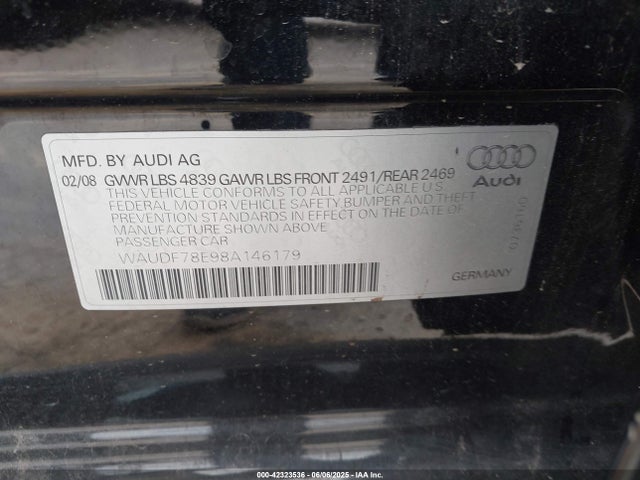 MFD. BY AUDI AG
02/08 GVWR LBS 4839 GAWR LBS FRONT 2491/REAR 2469
THIS VEHICLE CONFORMS TO ALL APPLICABLE U.S.
FEDERAL MOTOR VEHICLE SAFETY, BUMPER AND THEFT
PREVENTION STANDARDS IN EFFECT ON THE DATE OF
MANUFACTURE SHOWN ABOVE
PASSENGER CAR
WAUDF78E98A146179
Audi
GERMANY
000-42323536 - 06/06/2025 - IAA Inc.